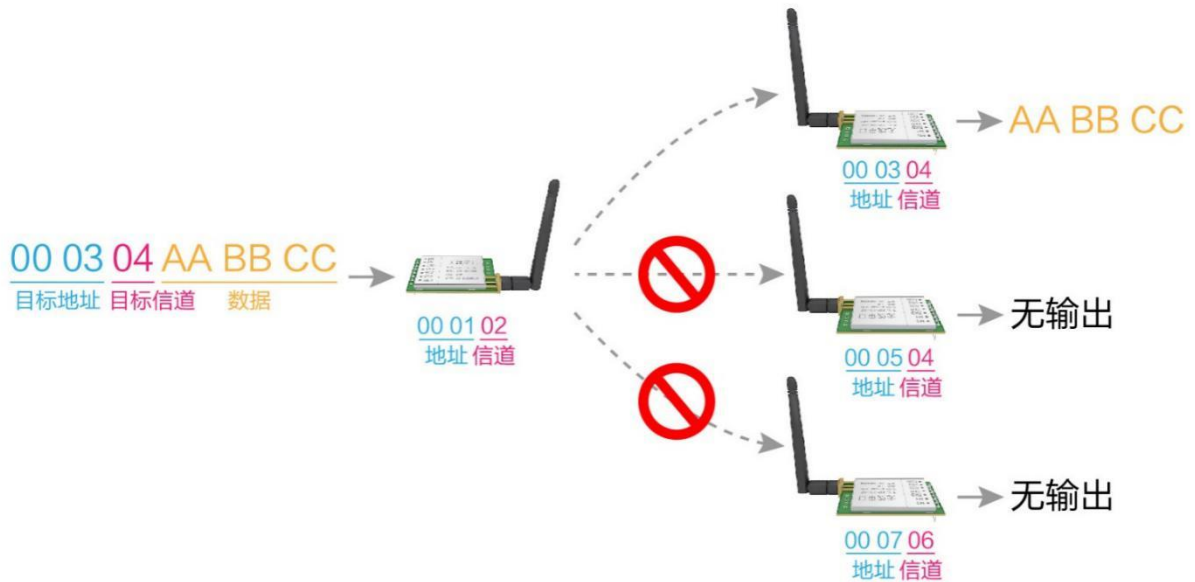 00 03 04 AA BB CC
目标地址 目标信道 数据
00 01 02
地址 信道
AA BB CC
00 03 04
地址 信道
无输出
00 05 04
地址 信道
无输出
00 07 06
地址 信道